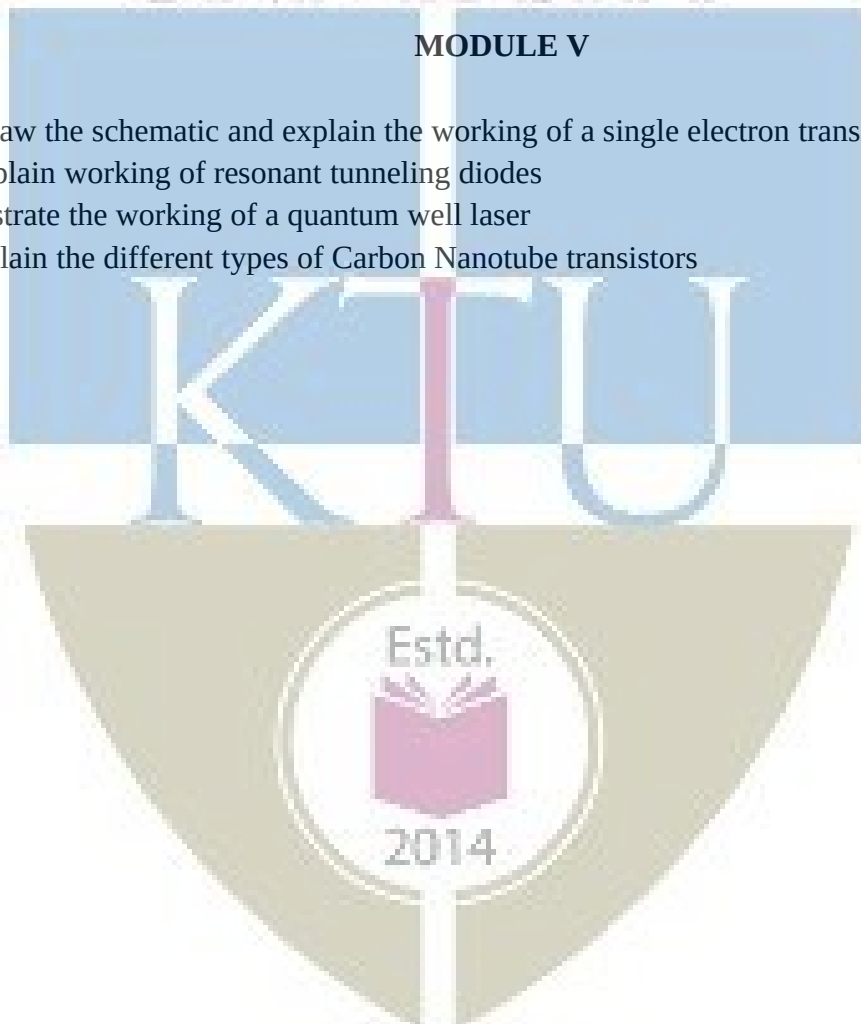 MODULE V
aw the schematic and explain the working of a single electron trans
plain working of resonant tunneling diodes
strate the working of a quantum well laser
lain the different types of Carbon Nanotube transistors
KTU
Estd.
2014